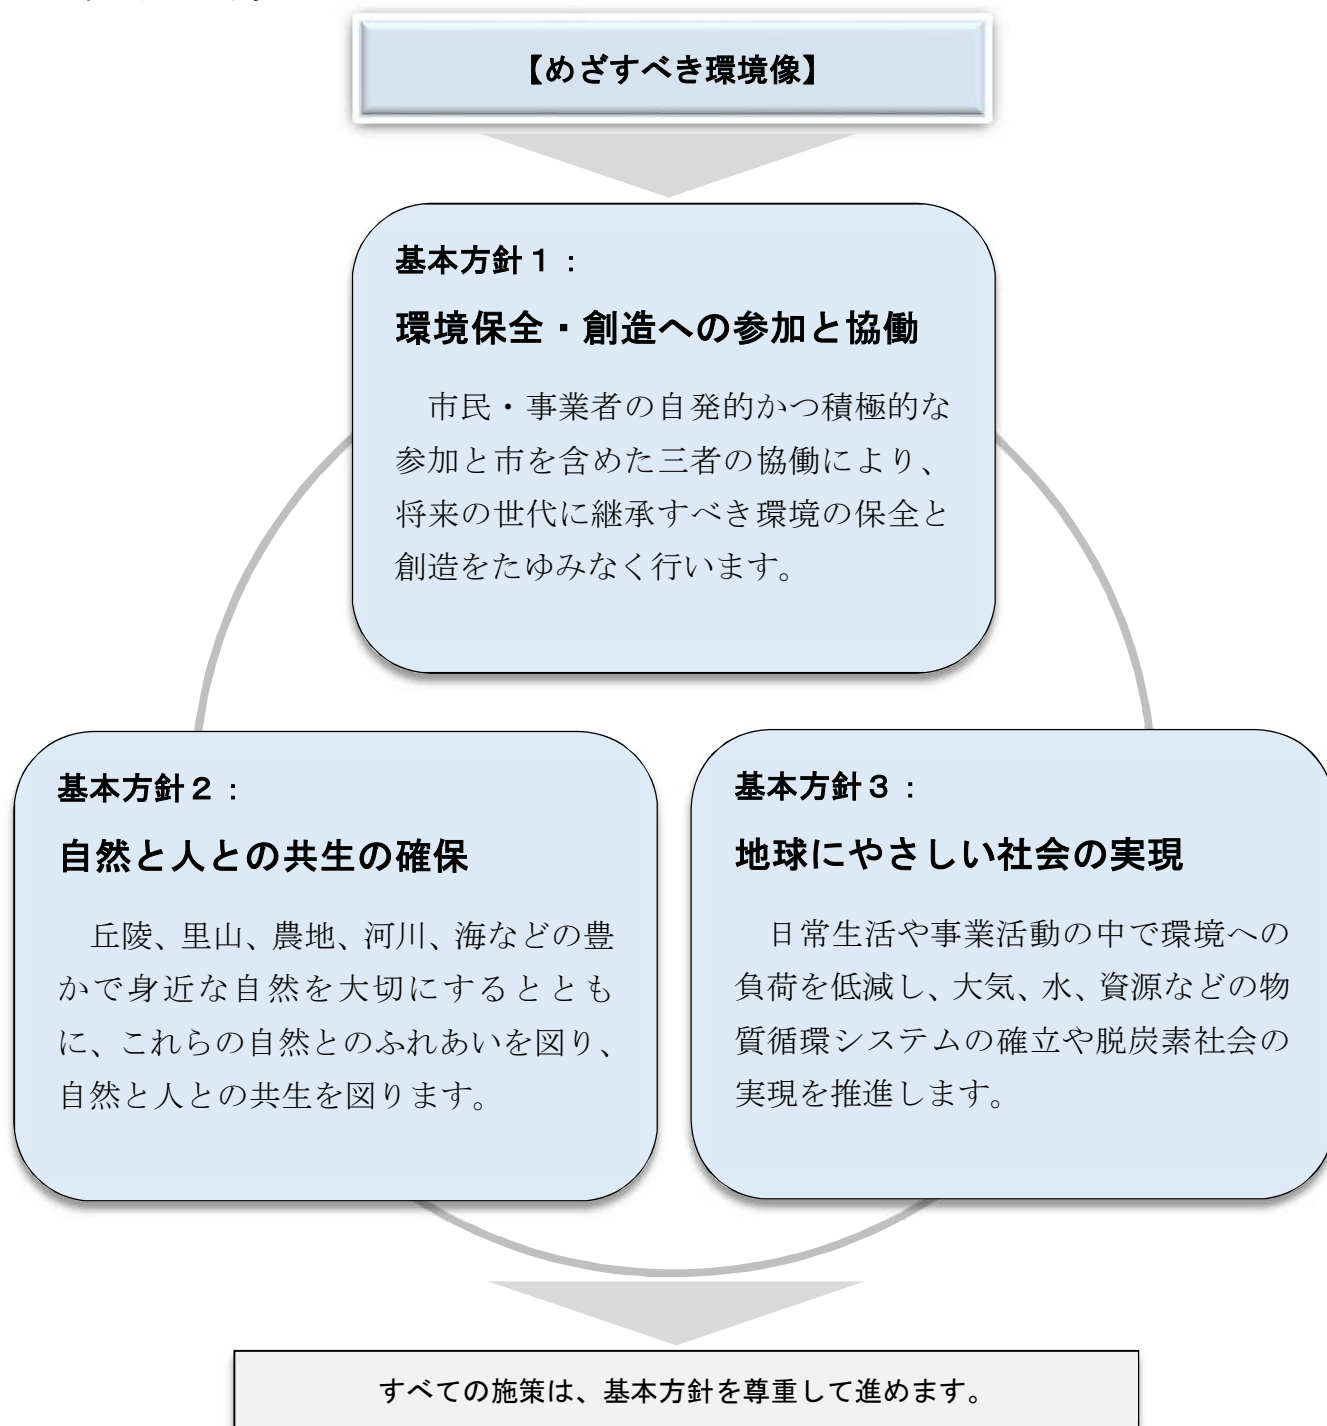 【めざすべき環境像】
基本方針１：
環境保全・創造への参加と協働
市民・事業者の自発的かつ積極的な
参加と市を含めた三者の協働により、
将来の世代に継承すべき環境の保全と
創造をたゆみなく行います。
基本方針２：
自然と人との共生の確保
丘陵、里山、農地、河川、海などの豊
かで身近な自然を大切にするととも
に、これらの自然とのふれあいを図り、
自然と人との共生を図ります。
基本方針３：
地球にやさしい社会の実現
日常生活や事業活動の中で環境への
負荷を低減し、大気、水、資源などの物
質循環システムの確立や脱炭素社会の
実現を推進します。
すべての施策は、基本方針を尊重して進めます。